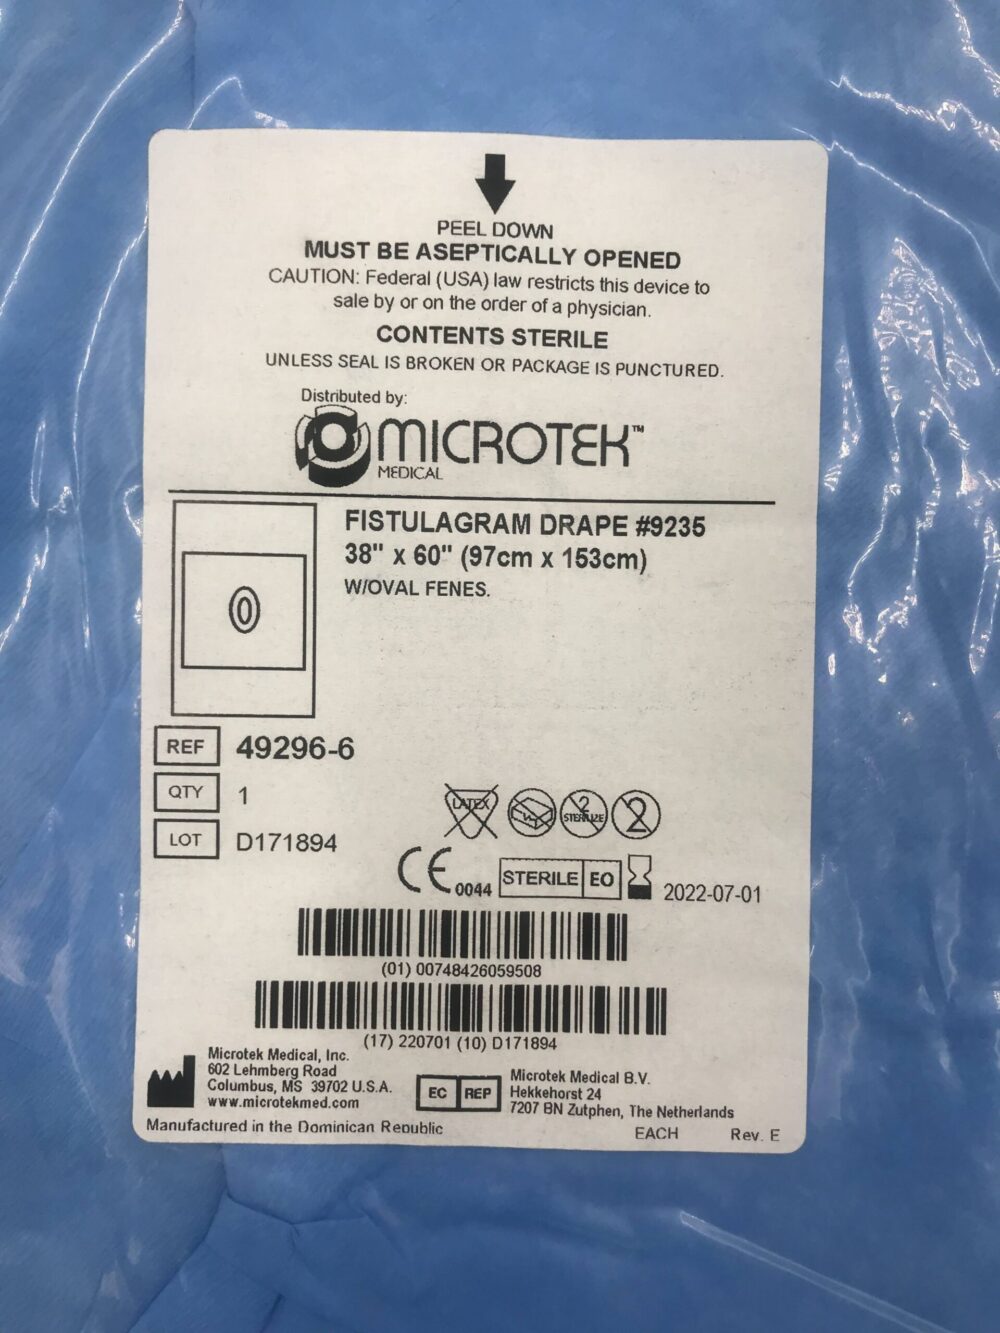 PEEL DOWN
MUST BE ASEPTICALLY OPENED
CAUTION: Federal (USA) law restricts this device to
sale by or on the order of a physician.
CONTENTS STERILE
UNLESS SEAL IS BROKEN OR PACKAGE IS PUNCTURED.
Distributed by:
MICROTEK™
MEDICAL
FISTULAGRAM DRAPE #9235
38" x 60" (97cm x 153cm)
W/OVAL FENES.
REF 49296-6
QTY 1
LATEX
STERILIZE 2
2
LOT D171894
CE 0044 STERILE EO 2022-07-01
(01) 00748426059508
(17) 220701 (10) D171894
Microtek Medical, Inc.
602 Lehmberg Road
Columbus, MS 39702 U.S.A.
www.microtekmed.com
EC REP
Microtek Medical B.V.
Hekkehorst 24
7207 BN Zutphen, The Netherlands
Manufactured in the Dominican Republic
EACH Rev. E